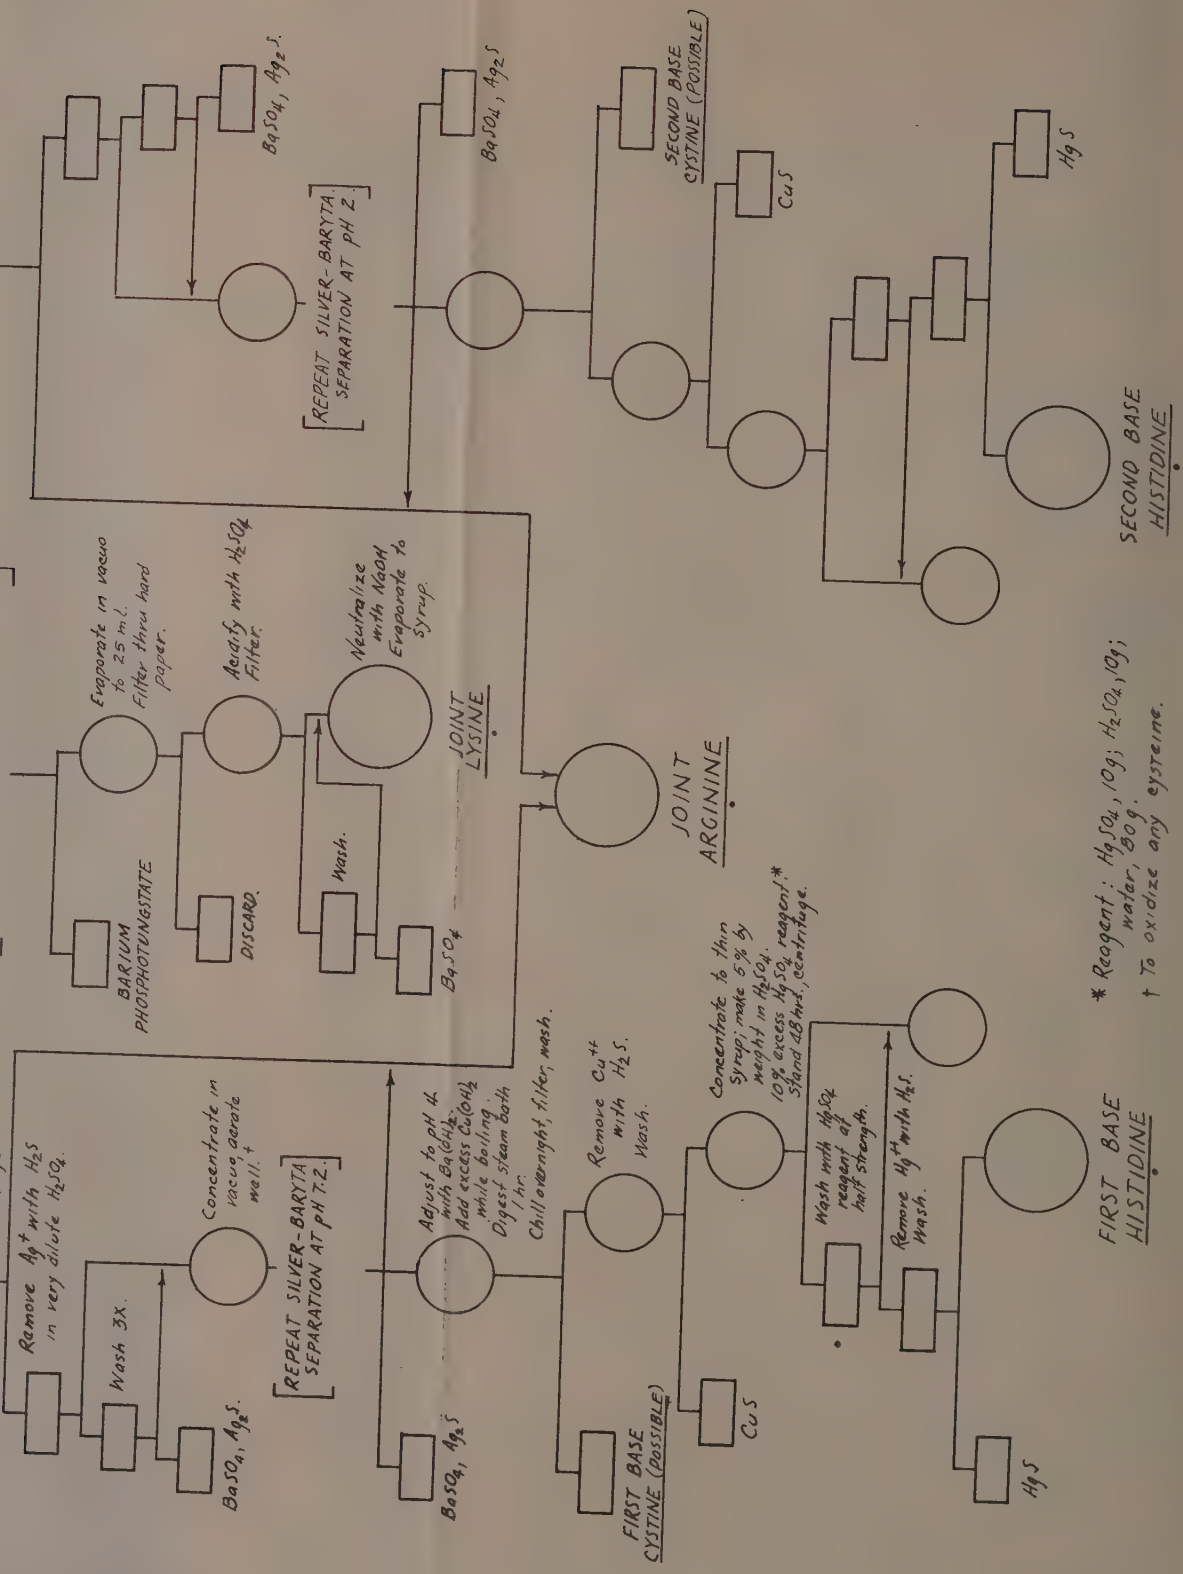 Remove Ag+ with H2S
in very dilute H2SO4.
Wash 3X.
BaSO4, Ag2S.
Concentrate in
vacuo, aerate
well.†
[REPEAT SILVER-BARYTA
SEPARATION AT pH 7.2.]
BaSO4, Ag2S
Adjust to pH 4
with Ba(OH)2.
Add excess Cu(OH)2
while boiling.
Digest steam bath
1 hr.
Chill overnight, filter, wash.
FIRST BASE
CYSTINE (POSSIBLE)
Remove Cu++
with H2S.
Wash.
CuS
Concentrate to thin
syrup; make 5% by
weight in H2SO4.
10% excess HgSO4 reagent.*
Stand 48 hrs., centrifuge.
Wash with HgSO4
reagent at
half strength.
Remove Hg++ with H2S.
Wash.
HgS
FIRST BASE
HISTIDINE
BARIUM
PHOSPHOTUNGSTATE
Evaporate in vacuo
to 25 ml.
Filter thru hard
paper.
DISCARD.
Acidify with H2SO4
Filter.
Wash.
BaSO4
Neutralize
with NaOH
Evaporate to
syrup.
JOINT
LYSINE
JOINT
ARGININE
BaSO4, Ag2S.
[REPEAT SILVER-BARYTA
SEPARATION AT pH 2.]
BaSO4, Ag2S
SECOND BASE
CYSTINE (POSSIBLE)
CuS
HgS
SECOND BASE
HISTIDINE
* Reagent: HgSO4, 10g; H2SO4, 10g;
water, 80g.
† To oxidize any cysteine.